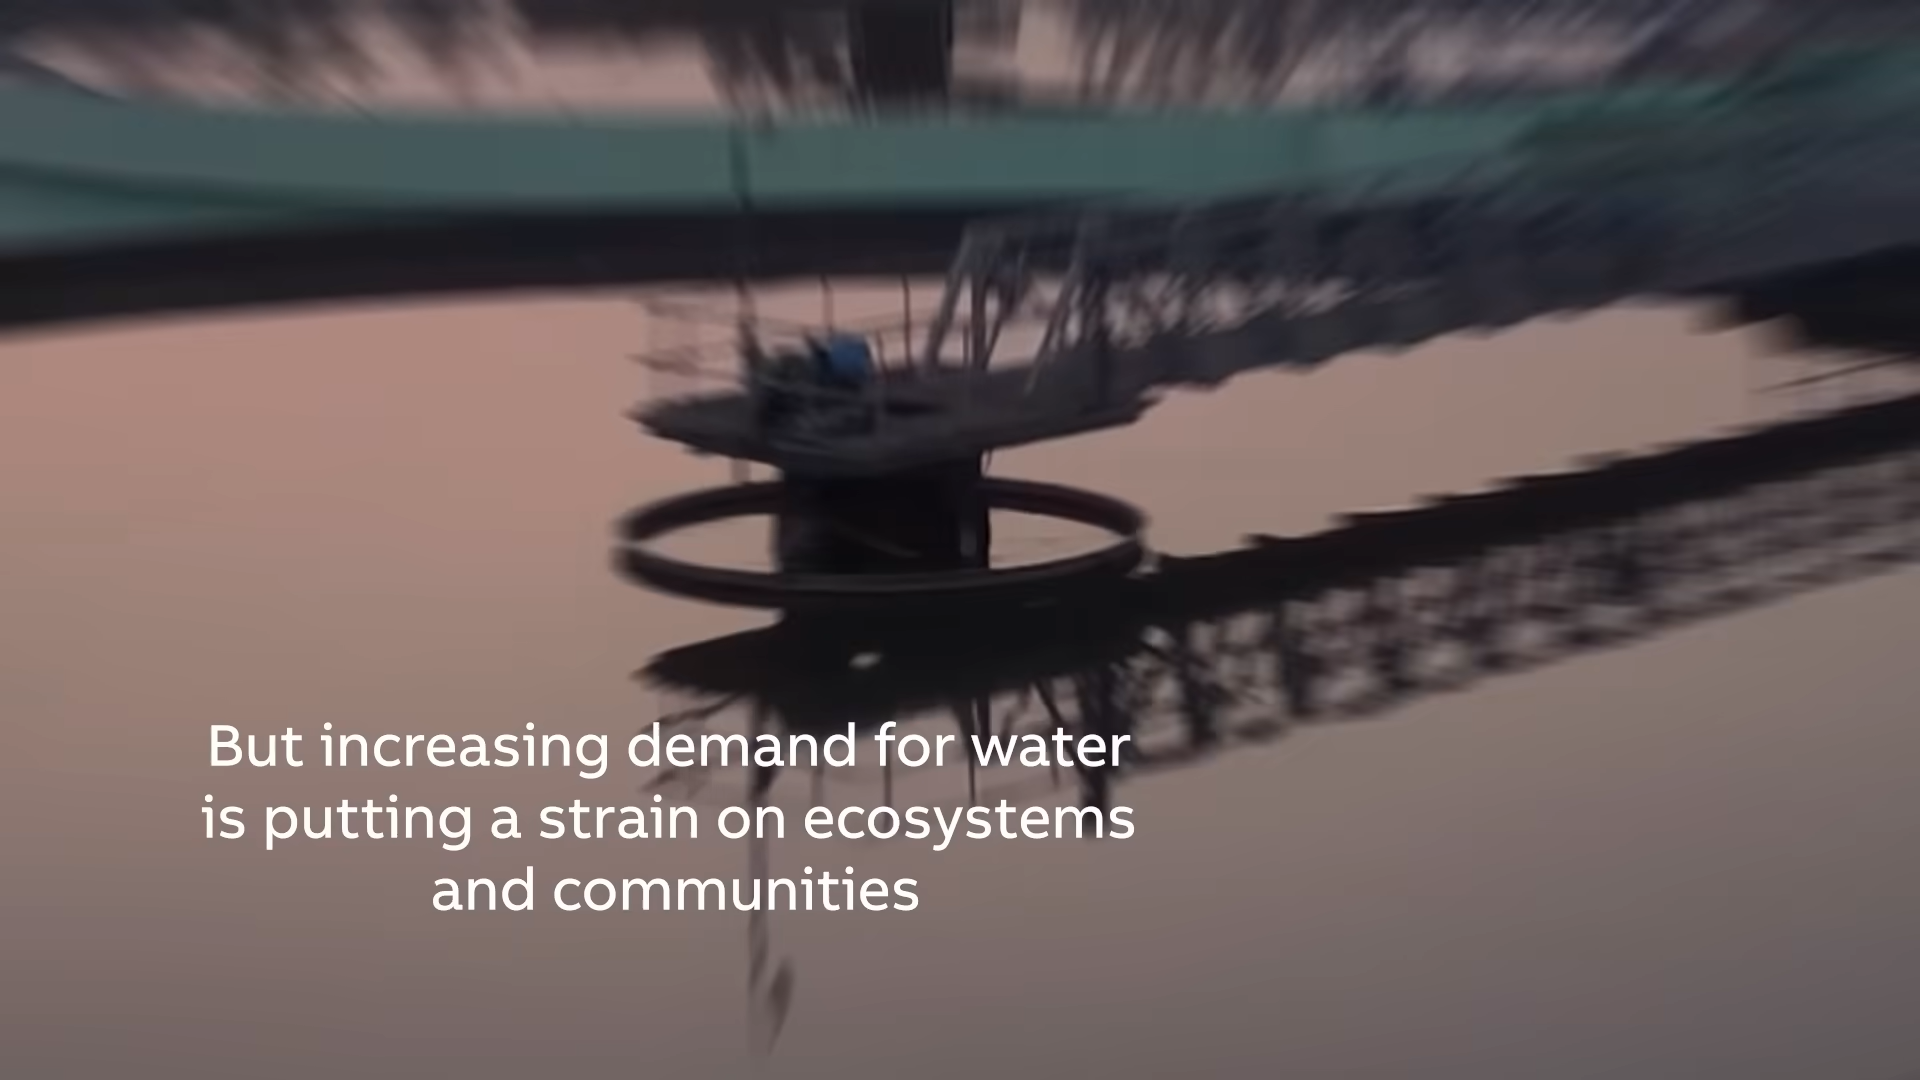 But increasing demand for water
is putting a strain on ecosystems
and communities